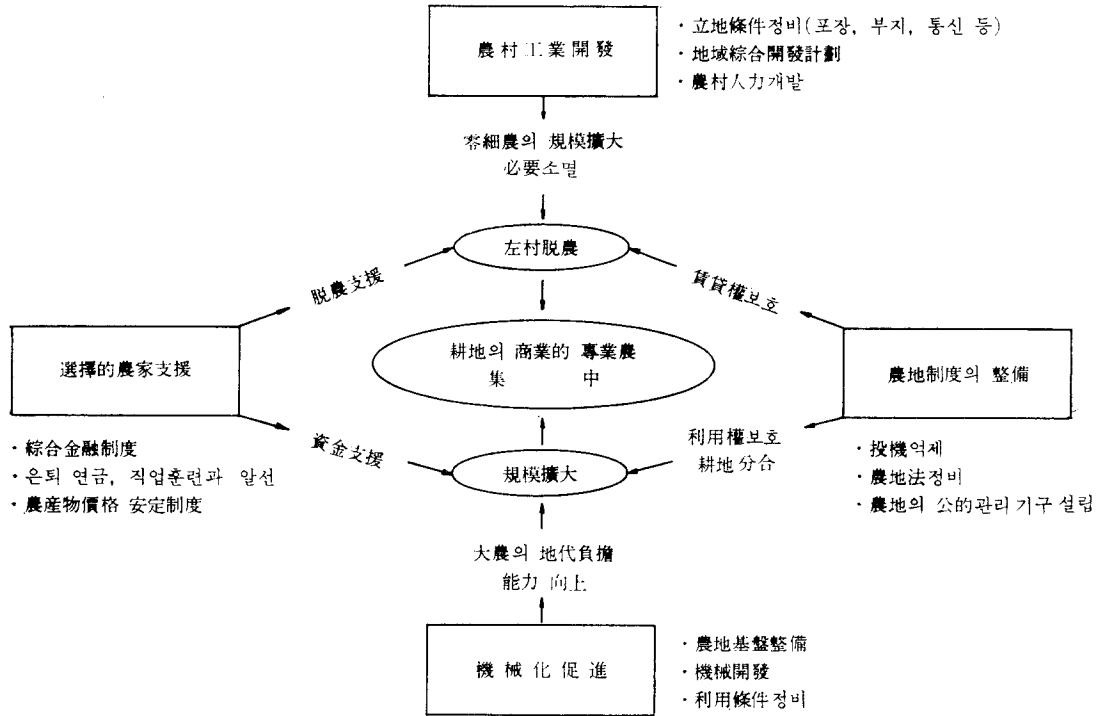 農村工業開發
· 立地條件정비(포장, 부지, 통신 등)
· 地域綜合開發計劃
· 農村人力개발
零細農의 規模擴大
必要소멸
左村脱農
脱農支援
賃貸權보호
選擇的農家支援
耕地의 商業的 專業農
集 中
農地制度의 整備
· 綜合金融制度
· 은퇴 연금, 직업훈련과 알선
· 農産物價格 安定制度
資金支援
利用權보호
耕地分合
規模擴大
· 投機억제
· 農地法정비
· 農地의 公的관리기구 설립
大農의 地代負擔
能力 向上
機械化促進
· 農地基盤整備
· 機械開發
· 利用條件정비